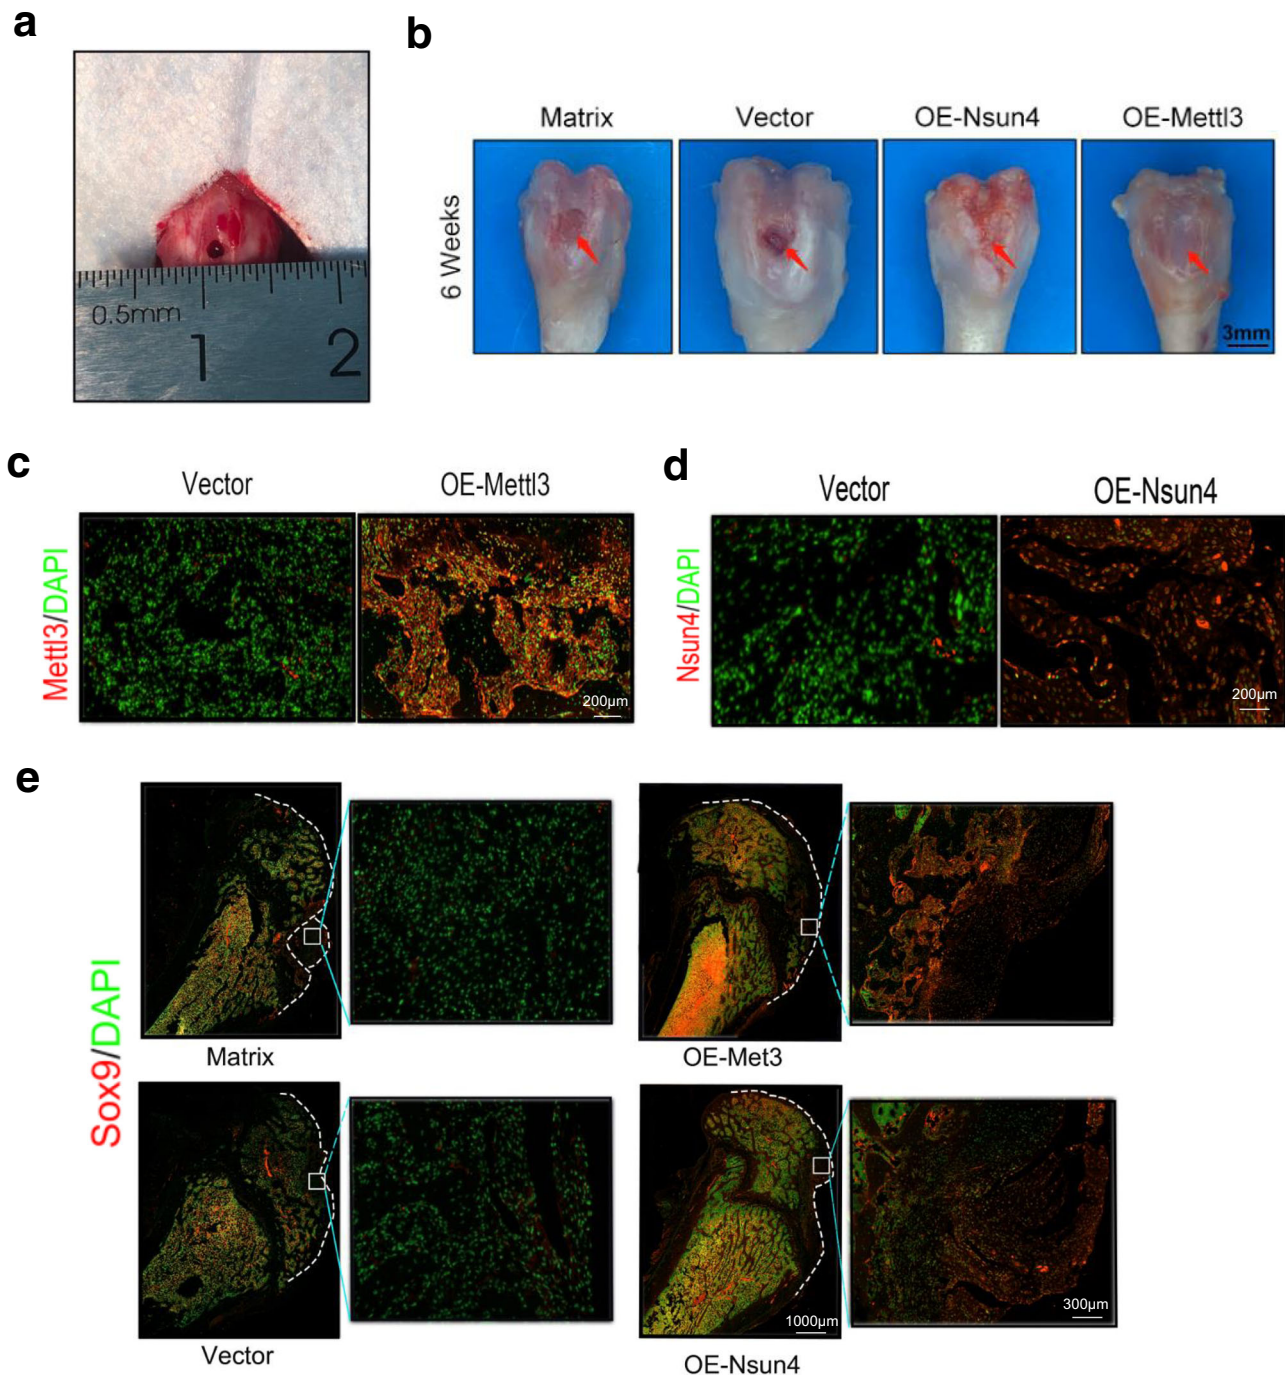 a
b
0.5mm
1
2
Matrix
Vector
OE-Nsun4
OE-Mettl3
6 Weeks
3mm
c
d
Vector
OE-Mettl3
Mettl3/DAPI
200μm
Vector
OE-Nsun4
Nsun4/DAPI
200μm
e
Sox9/DAPI
Matrix
OE-Met3
Vector
1000μm
OE-Nsun4
300μm